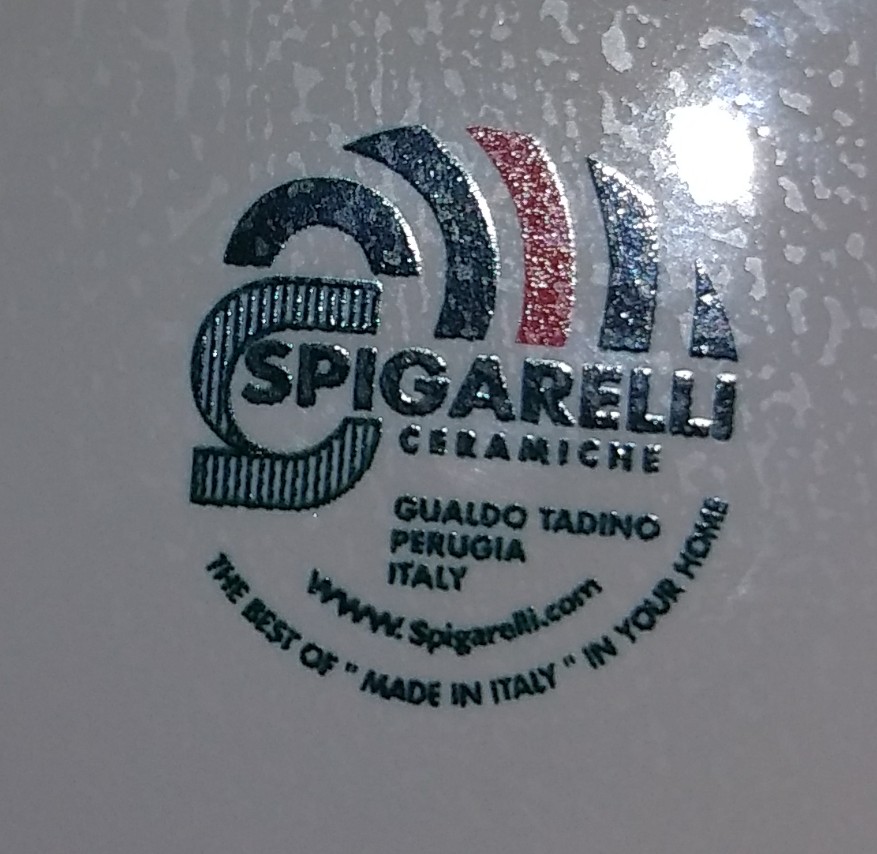 SPIGARELLI
CERAMICHE
GUALDO TADINO
PERUGIA
ITALY
www.Spigarelli.com
THE BEST OF " MADE IN ITALY " IN YOUR HOME